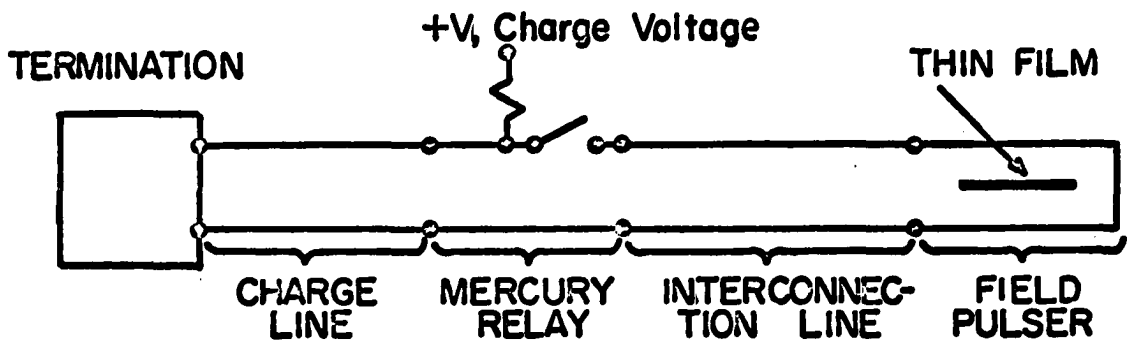 +V, Charge Voltage
TERMINATION
THIN FILM
CHARGE
LINE
MERCURY
RELAY
INTERCONNEC-
TION LINE
FIELD
PULSER